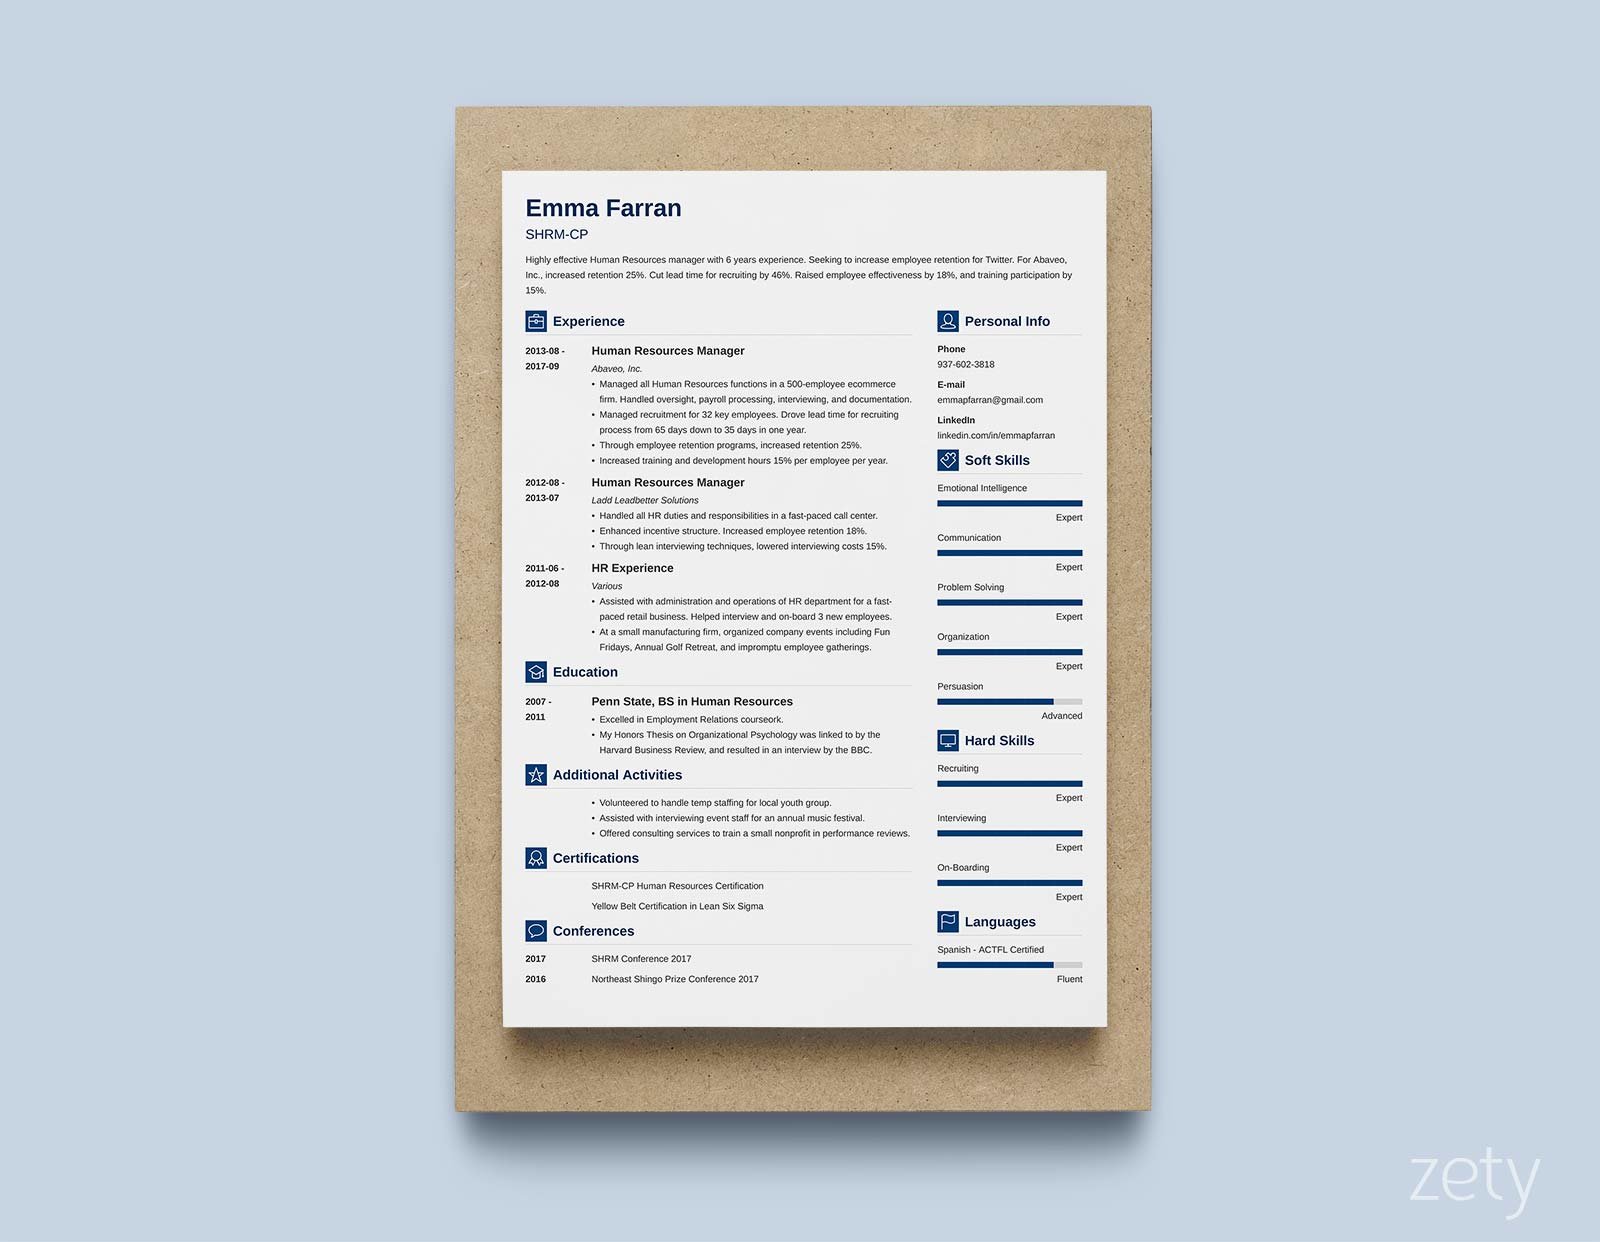 Emma Farran
SHRM-CP
Highly effective Human Resources manager with 6 years experience. Seeking to increase employee retention for Twitter. For Abaveo,
Inc., increased retention 25%. Cut lead time for recruiting by 46%. Raised employee effectiveness by 18%, and training participation by
15%.
Experience
2013-08 -
2017-09
Human Resources Manager
Abaveo, Inc.
• Managed all Human Resources functions in a 500-employee ecommerce
firm. Handled oversight, payroll processing, interviewing, and documentation.
• Managed recruitment for 32 key employees. Drove lead time for recruiting
process from 65 days down to 35 days in one year.
• Through employee retention programs, increased retention 25%.
• Increased training and development hours 15% per employee per year.
2012-08 -
2013-07
Human Resources Manager
Ladd Leadbetter Solutions
• Handled all HR duties and responsibilities in a fast-paced call center.
• Enhanced incentive structure. Increased employee retention 18%.
• Through lean interviewing techniques, lowered interviewing costs 15%.
2011-06 -
2012-08
HR Experience
Various
• Assisted with administration and operations of HR department for a fast-
paced retail business. Helped interview and on-board 3 new employees.
• At a small manufacturing firm, organized company events including Fun
Fridays, Annual Golf Retreat, and impromptu employee gatherings.
Education
2007 -
2011
Penn State, BS in Human Resources
• Excelled in Employment Relations courseork.
• My Honors Thesis on Organizational Psychology was linked to by the
Harvard Business Review, and resulted in an interview by the BBC.
Additional Activities
• Volunteered to handle temp staffing for local youth group.
• Assisted with interviewing event staff for an annual music festival.
• Offered consulting services to train a small nonprofit in performance reviews.
Certifications
SHRM-CP Human Resources Certification
Yellow Belt Certification in Lean Six Sigma
Conferences
2017 SHRM Conference 2017
2016 Northeast Shingo Prize Conference 2017
Personal Info
Phone
937-602-3818
E-mail
emmapfarran@gmail.com
LinkedIn
linkedin.com/in/emmapfarran
Soft Skills
Emotional Intelligence
Expert
Communication
Expert
Problem Solving
Expert
Organization
Expert
Persuasion
Advanced
Hard Skills
Recruiting
Expert
Interviewing
Expert
On-Boarding
Expert
Languages
Spanish - ACTFL Certified
Fluent
zety